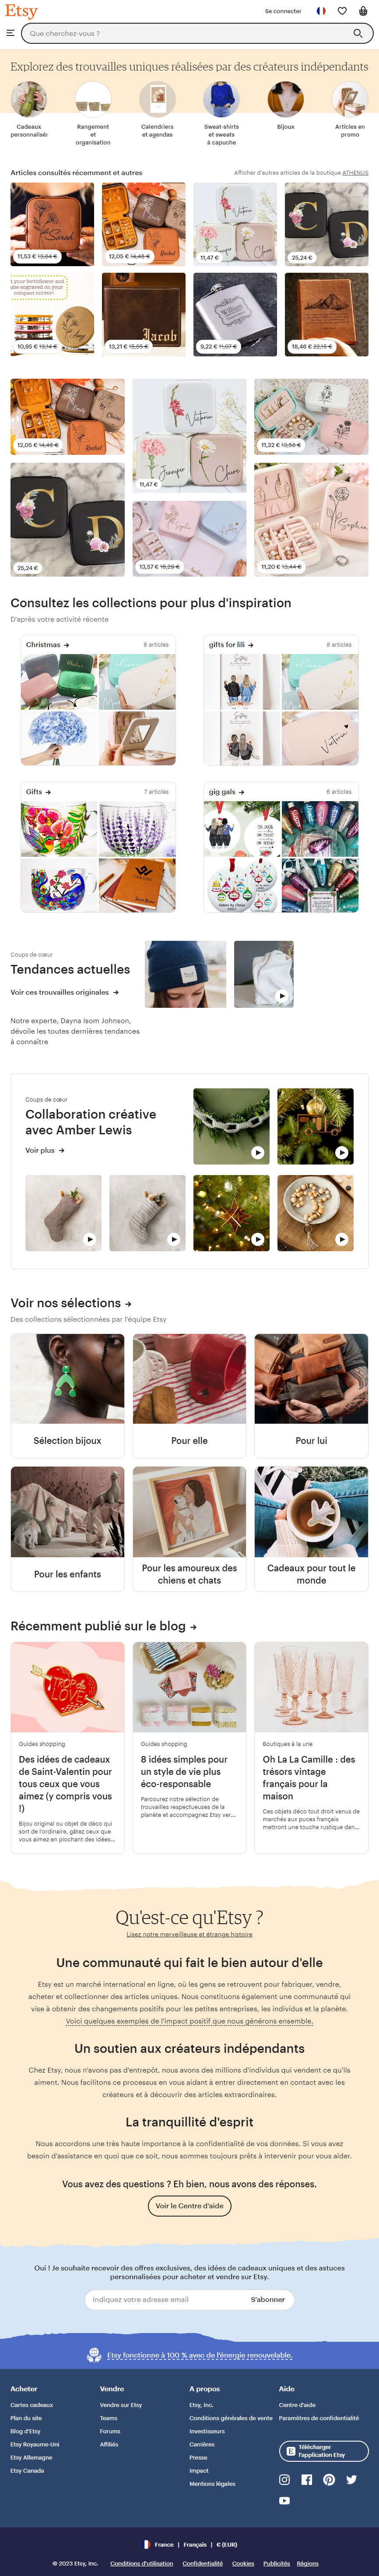 Etsy
Se connecter
Que cherchez-vous ?
Explorez des trouvailles uniques réalisées par des créateurs indépendants
Cadeaux
personnalisés
Rangement
et
organisation
Calendriers
et agendas
Sweat-shirts
et sweats
à capuche
Bijoux
Articles en
promo
Articles consultés récemment et autres
Afficher d'autres articles de la boutique ATHENUS
11,53 €
12,05 € 14,46 €
11,47 €
25,24 €
10,95 €
13,21 €
9,22 €
18,46 €
Sarah
Rachel
Victoria
Jennifer
Claire
C D
Jacob
William
12,05 € 14,46 €
11,47 €
11,32 €
25,24 €
13,57 €
11,20 €
Sophia
Consultez les collections pour plus d'inspiration
D'après votre activité récente
Christmas
6 articles
gifts for
8 articles
Victoria
Gifts
7 articles
gig gals
6 articles
Coups de cœur
Tendances actuelles
Voir ces trouvailles originales
Notre experte, Dayna Isom Johnson,
dévoile les toutes dernières tendances
à connaître
Coups de cœur
Collaboration créative
avec Amber Lewis
Voir plus
Voir nos sélections
Des collections sélectionnées par l'équipe Etsy
Sélection bijoux
Pour elle
Pour lui
Pour les enfants
Pour les amoureux des
chiens et chats
Cadeaux pour tout le
monde
Récemment publié sur le blog
Guides shopping
Des idées de cadeaux
de Saint-Valentin pour
tous ceux que vous
aimez (y compris vous
!)
Bijou original ou objet de déco qui
sort de l'ordinaire, gâtez ceux que
vous aimez en piochant des idées...
Guides shopping
8 idées simples pour
un style de vie plus
éco-responsable
Parcourez notre sélection de
trouvailles respectueuses de la
planète et accompagnez Etsy ver...
Boutiques à la une
Oh La La Camille : des
trésors vintage
français pour la
maison
Ces objets déco tout droit venus de
marchés aux puces français
mettront une touche rustique dan...
Qu'est-ce qu'Etsy ?
Lisez notre merveilleuse et étrange histoire
Une communauté qui fait le bien autour d'elle
Etsy est un marché international en ligne, où les gens se retrouvent pour fabriquer, vendre,
acheter et collectionner des articles uniques. Nous constituons également une communauté qui
vise à obtenir des changements positifs pour les petites entreprises, les individus et la planète.
Voici quelques exemples de l'impact positif que nous générons ensemble.
Un soutien aux créateurs indépendants
Chez Etsy, nous n'avons pas d'entrepôt, nous avons des millions d'individus qui vendent ce qu'ils
aiment. Nous facilitons ce processus en vous aidant à entrer directement en contact avec les
créateurs et à découvrir des articles extraordinaires.
La tranquillité d'esprit
Nous accordons une très haute importance à la confidentialité de vos données. Si vous avez
besoin d'assistance en quoi que ce soit, nous sommes toujours prêts à intervenir pour vous aider.
Vous avez des questions ? Eh bien, nous avons des réponses.
Voir le Centre d'aide
Oui ! Je souhaite recevoir des offres exclusives, des idées de cadeaux uniques et des astuces
personnalisées pour acheter et vendre sur Etsy.
Indiquez votre adresse email
S'abonner
Etsy fonctionne à 100 % avec de l'énergie renouvelable.
Acheter
Cartes cadeaux
Plan du site
Blog d'Etsy
Etsy Royaume-Uni
Etsy Allemagne
Etsy Canada
Vendre
Vendre sur Etsy
Teams
Forums
Affiliés
A propos
Etsy, Inc.
Conditions générales de vente
Investisseurs
Carrières
Presse
Impact
Mentions légales
Aide
Centre d'aide
Paramètres de confidentialité
Télécharger
l'application Etsy
France | Français | € (EUR)
© 2023 Etsy, Inc.
Conditions d'utilisation
Confidentialité
Cookies
Publicités
Régions